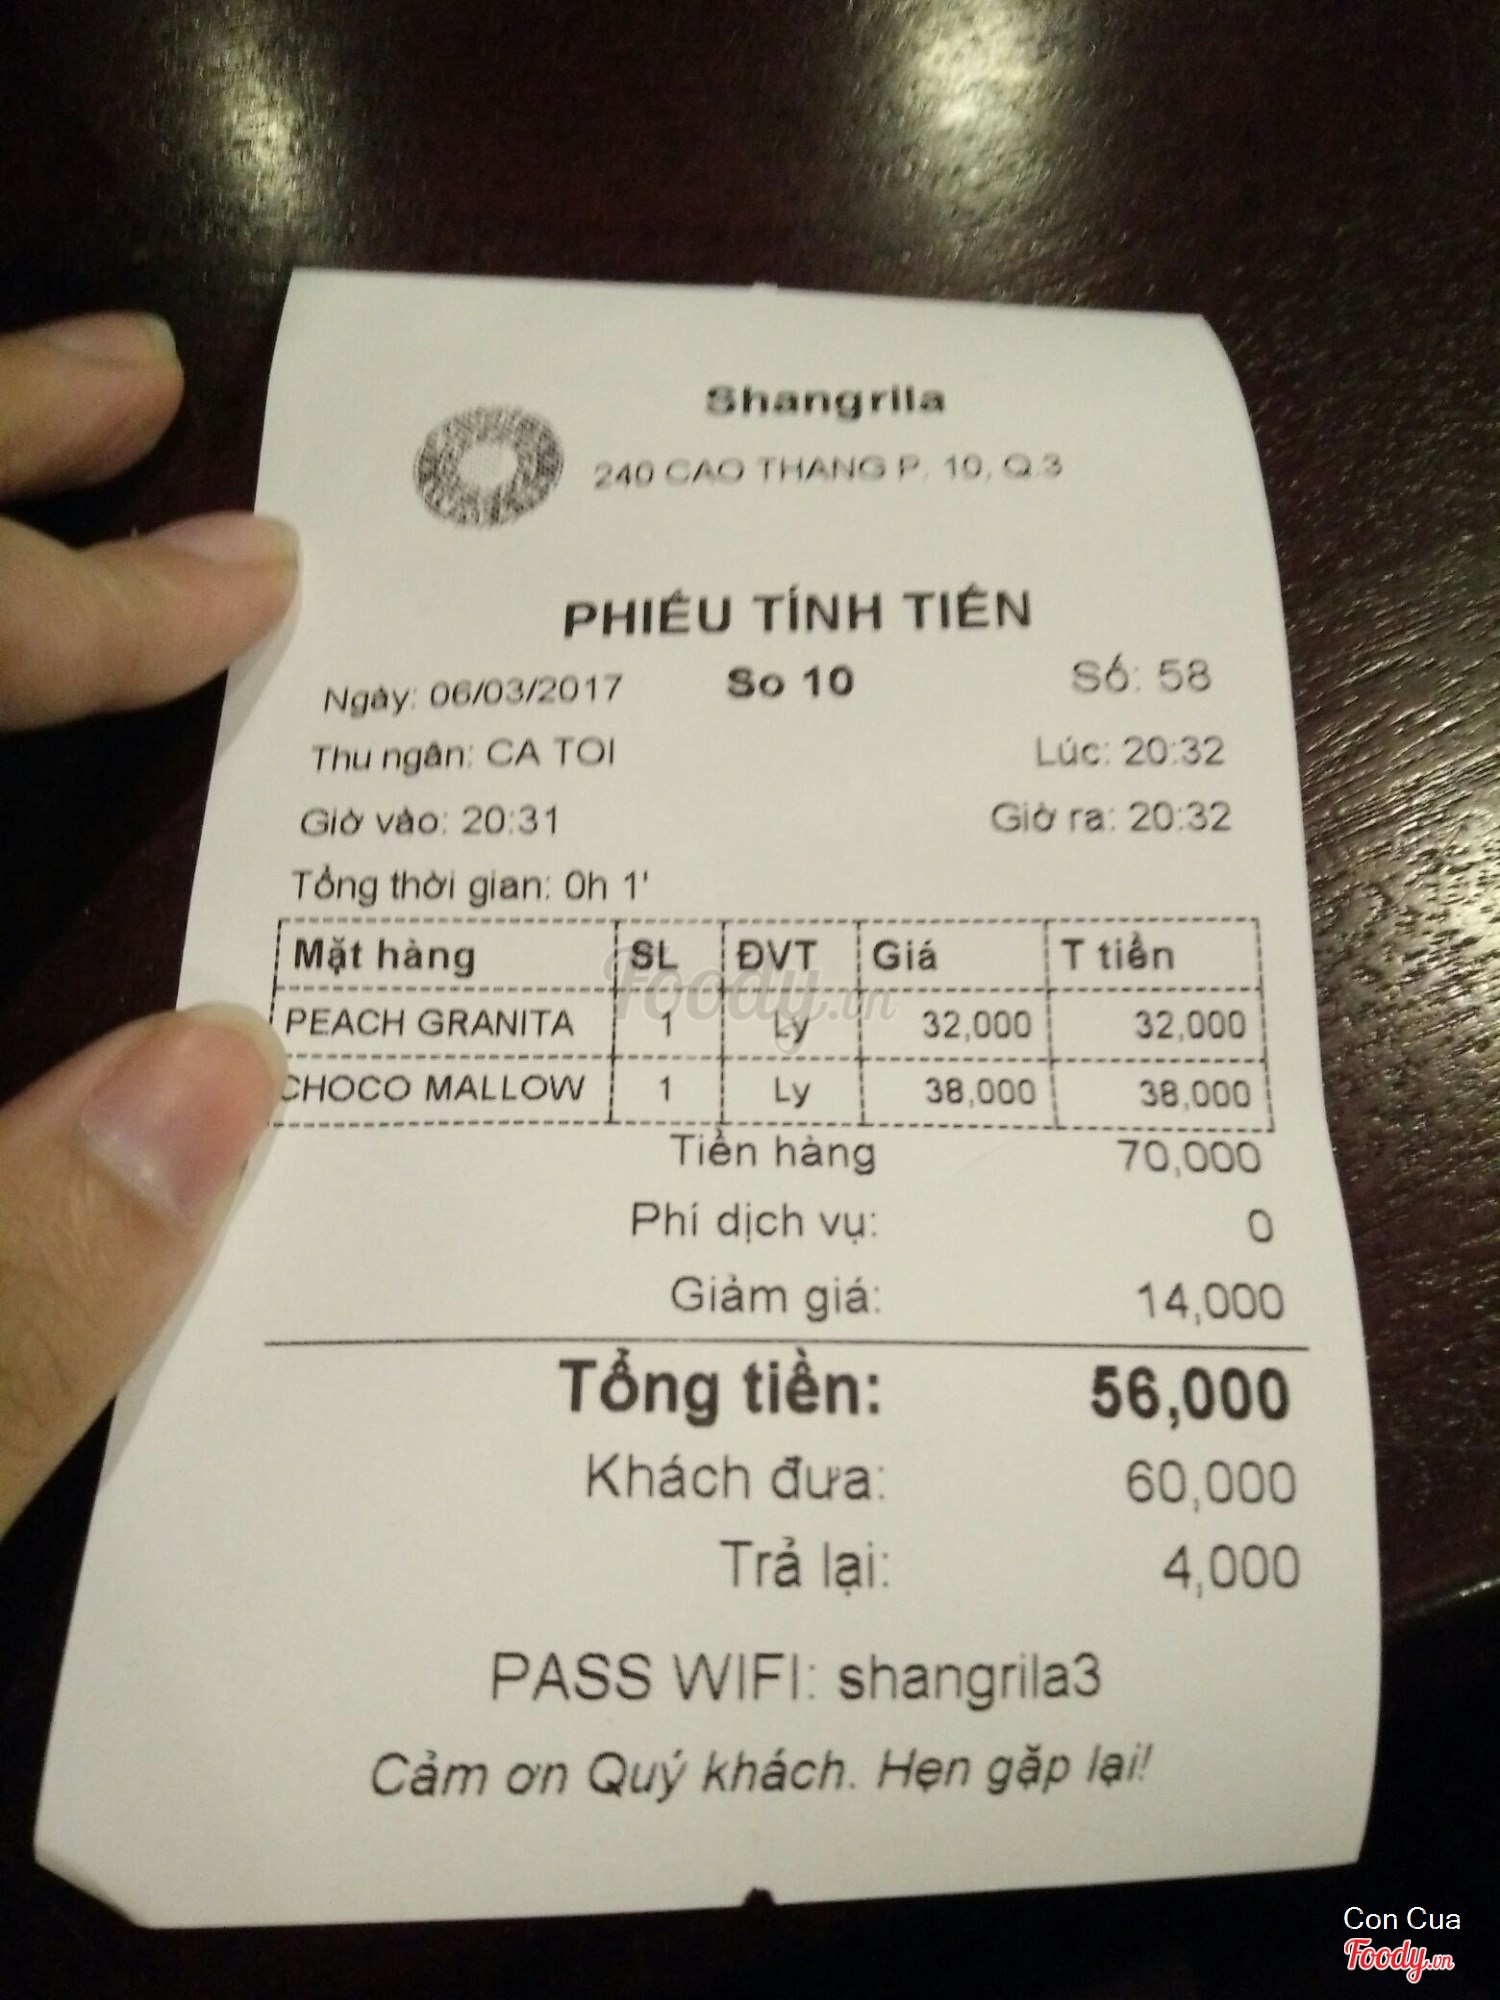 Shangrila
240 CAO THANG P. 10, Q.3
PHIẾU TÍNH TIỀN
Ngày: 06/03/2017 So 10 Số: 58
Thu ngân: CA TOI Lúc: 20:32
Giờ vào: 20:31 Giờ ra: 20:32
Tổng thời gian: 0h 1'
Mặt hàng SL ĐVT Giá T tiền
PEACH GRANITA 1 Ly 32,000 32,000
CHOCO MALLOW 1 Ly 38,000 38,000
Tiền hàng 70,000
Phí dịch vụ: 0
Giảm giá: 14,000
Tổng tiền: 56,000
Khách đưa: 60,000
Trả lại: 4,000
PASS WIFI: shangrila3
Cảm ơn Quý khách. Hẹn gặp lại!
Foody.vn
Con Cua
Foody.vn